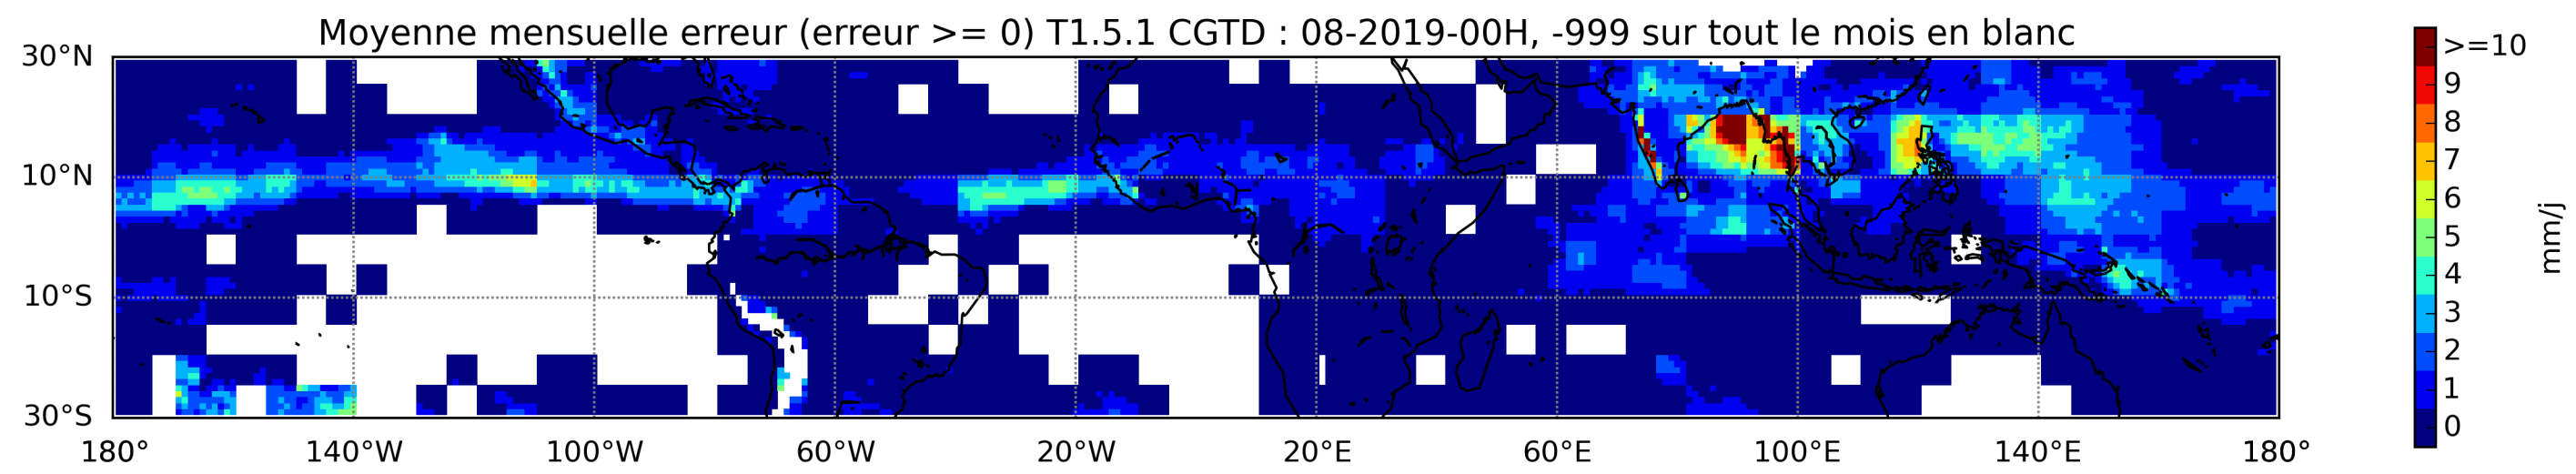 Moyenne mensuelle erreur (erreur >= 0) T1.5.1 CGTD : 08-2019-00H, -999 sur tout le mois en blanc
30°N
10°N
10°S
30°S
180° 140°W 100°W 60°W 20°W 20°E 60°E 100°E 140°E 180°
>=10
9
8
7
6
5
4
3
2
1
0
mm/j